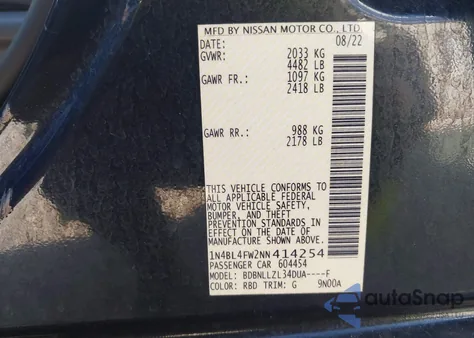 MFD BY NISSAN MOTOR CO., LTD.
DATE: 08/22
GVWR: 2033 KG
4482 LB
GAWR FR.: 1097 KG
2418 LB
GAWR RR.: 988 KG
2178 LB
THIS VEHICLE CONFORMS TO
ALL APPLICABLE FEDERAL
MOTOR VEHICLE SAFETY,
BUMPER, AND THEFT
PREVENTION STANDARDS IN
EFFECT ON THE DATE OF
MANUFACTURE SHOWN ABOVE.
1N4BL4FW2NN414254
PASSENGER CAR 604454
MODEL: BDBNLLZL34DUA----F
COLOR: RBD TRIM: G 9N00A
autoSnap